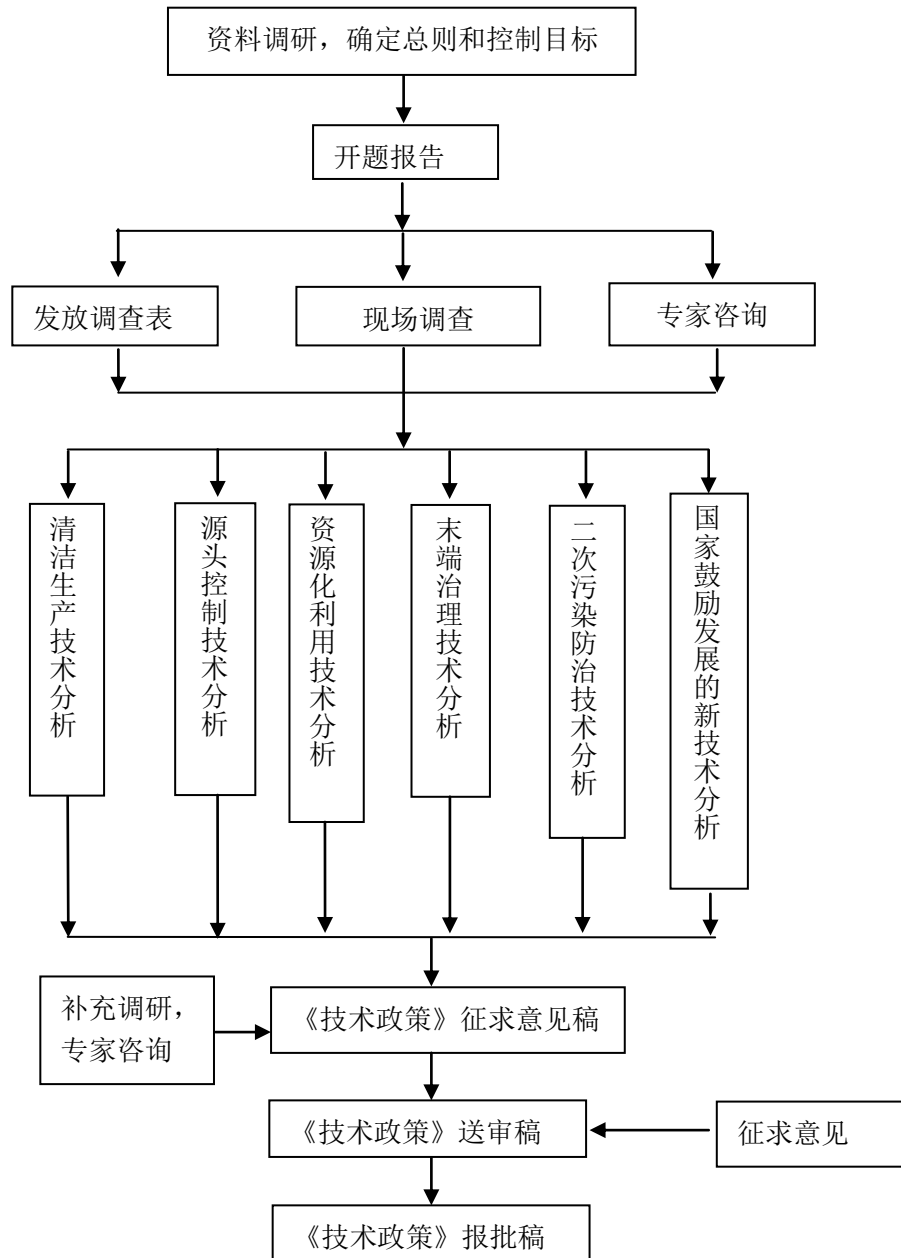 资料调研，确定总则和控制目标
开题报告
发放调查表
现场调查
专家咨询
清洁生产技术分析
源头控制技术分析
资源化利用技术分析
末端治理技术分析
二次污染防治技术分析
国家鼓励发展的新技术分析
补充调研，
专家咨询
《技术政策》征求意见稿
《技术政策》送审稿
征求意见
《技术政策》报批稿